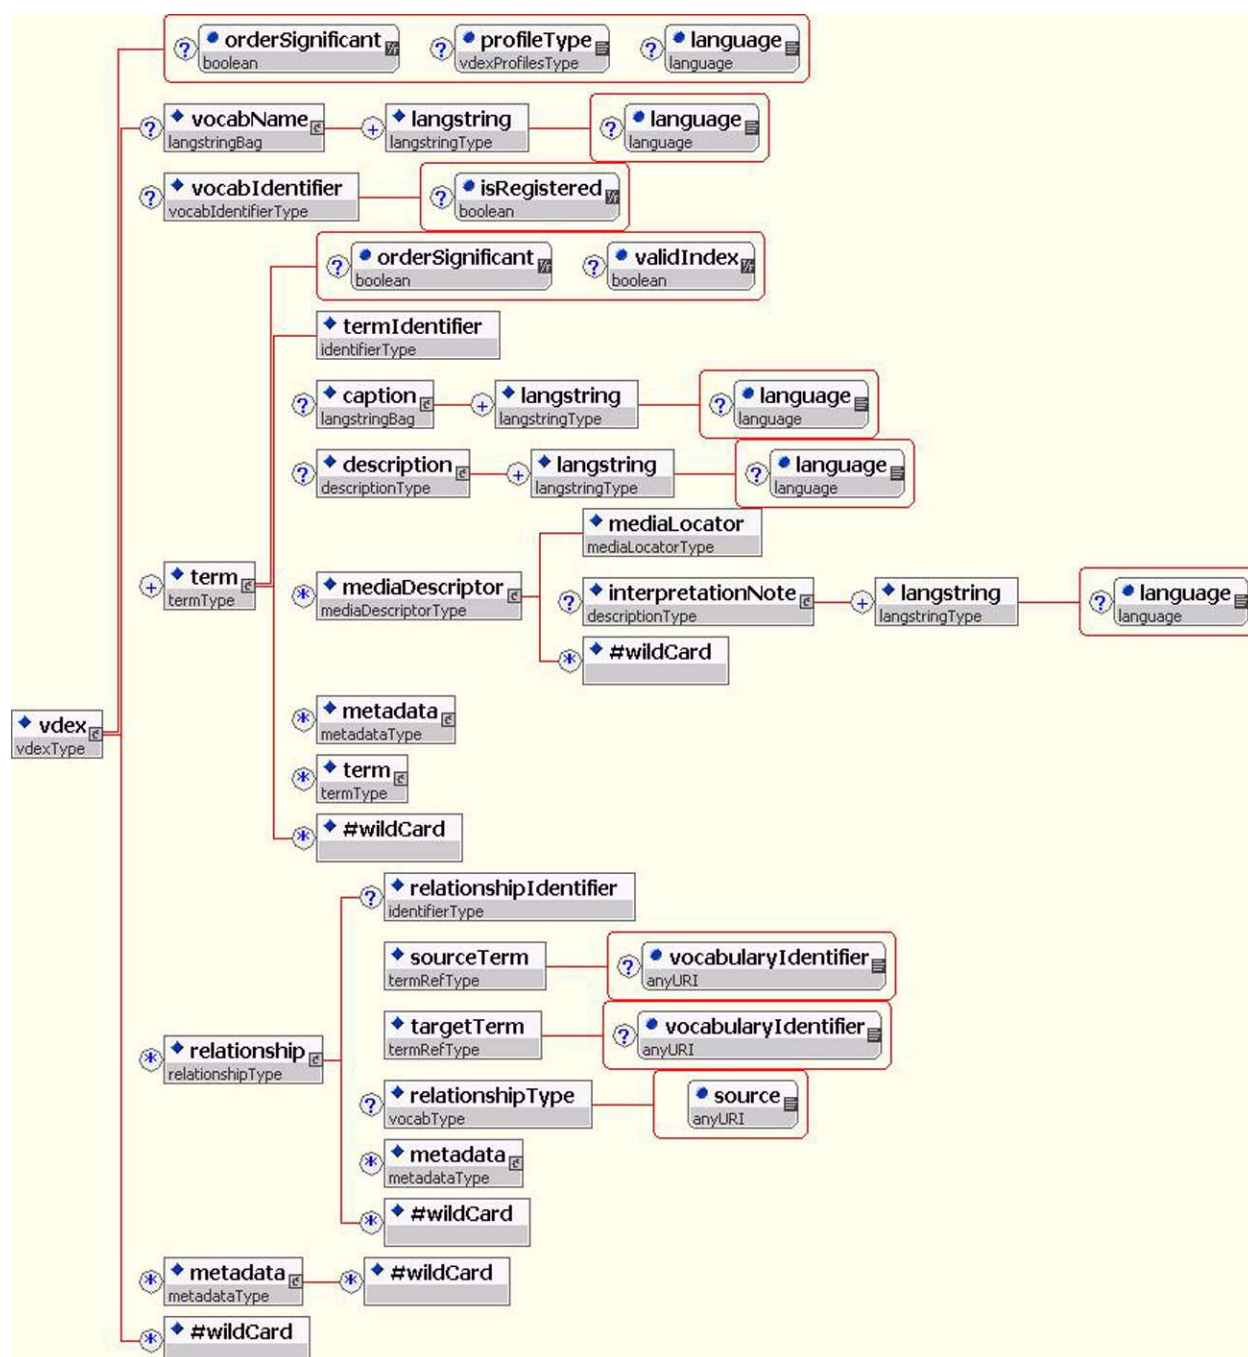 orderSignificant
boolean
profileType
vdexProfilesType
language
language
vocabName
langstringBag
langstring
langstringType
language
language
vocabIdentifier
vocabIdentifierType
isRegistered
boolean
orderSignificant
boolean
validIndex
boolean
termIdentifier
identifierType
caption
langstringBag
langstring
langstringType
language
language
description
descriptionType
langstring
langstringType
language
language
term
termType
mediaDescriptor
mediaDescriptorType
mediaLocator
mediaLocatorType
interpretationNote
descriptionType
langstring
langstringType
language
language
#wildCard
vdex
vdexType
metadata
metadataType
term
termType
#wildCard
relationship
relationshipType
relationshipIdentifier
identifierType
sourceTerm
termRefType
vocabularyIdentifier
anyURI
targetTerm
termRefType
vocabularyIdentifier
anyURI
relationshipType
vocabType
source
anyURI
metadata
metadataType
#wildCard
metadata
metadataType
#wildCard
#wildCard